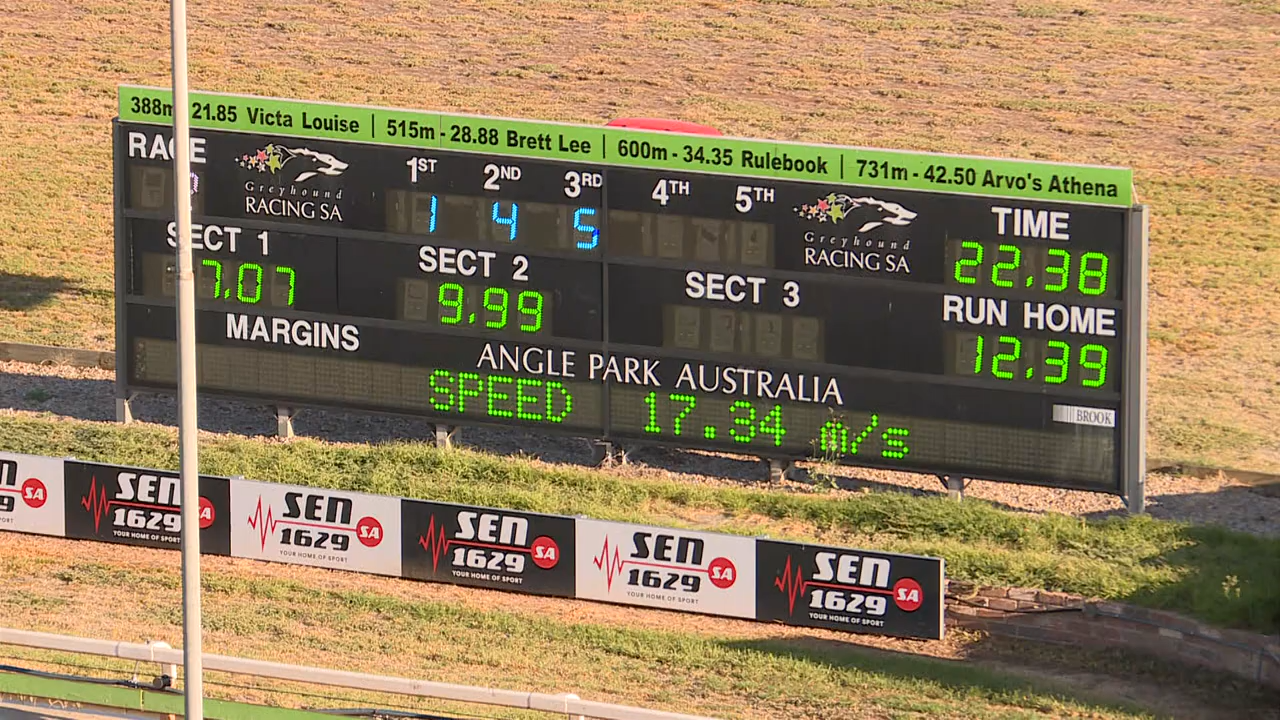 388m 21.85 Victa Louise | 515m - 28.88 Brett Lee | 600m - 34.35 Rulebook | 731m - 42.50 Arvo's Athena
RACE
Greyhound
RACING SA
1ST 2ND 3RD 4TH 5TH
1 4 5
Greyhound
RACING SA
TIME
22.38
SECT 1
7.07
SECT 2
9.99
SECT 3
RUN HOME
12.39
MARGINS
ANGLE PARK AUSTRALIA
SPEED 17.34 m/s
BROOK
SA
SEN
1629 SA
YOUR HOME OF SPORT
SEN
1629 SA
YOUR HOME OF SPORT
SEN
1629 SA
YOUR HOME OF SPORT
SEN
1629 SA
YOUR HOME OF SPORT
SEN
1629 SA
YOUR HOME OF SPORT